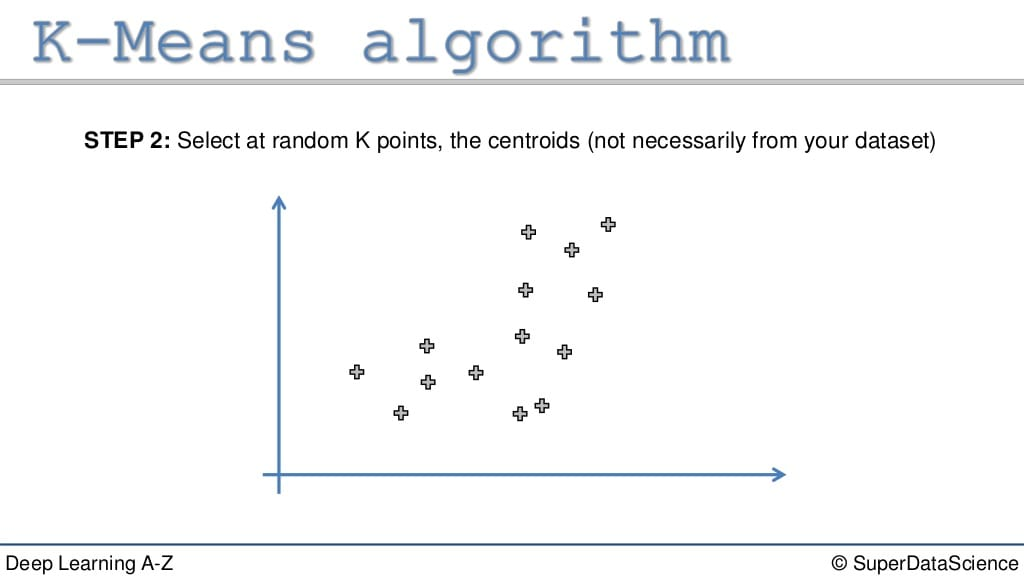 K-Means algorithm
STEP 2: Select at random K points, the centroids (not necessarily from your dataset)
Deep Learning A-Z
© SuperDataScience